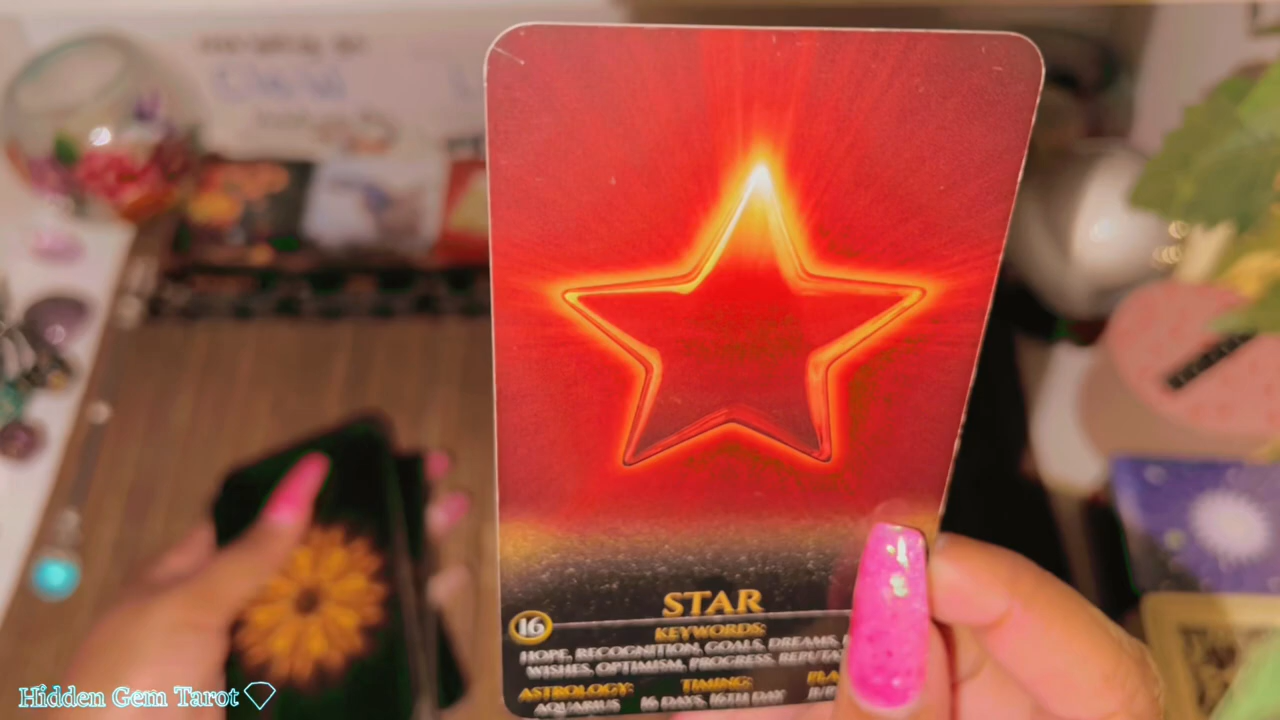 STAR
16
KEYWORDS:
HOPE, RECOGNITION, GOALS, DREAMS,
WISHES, OPTIMISM, PROGRESS,
ASTROLOGY: TIMING:
AQUARIUS 16 DAYS, 16TH DAY
Hidden Gem Tarot